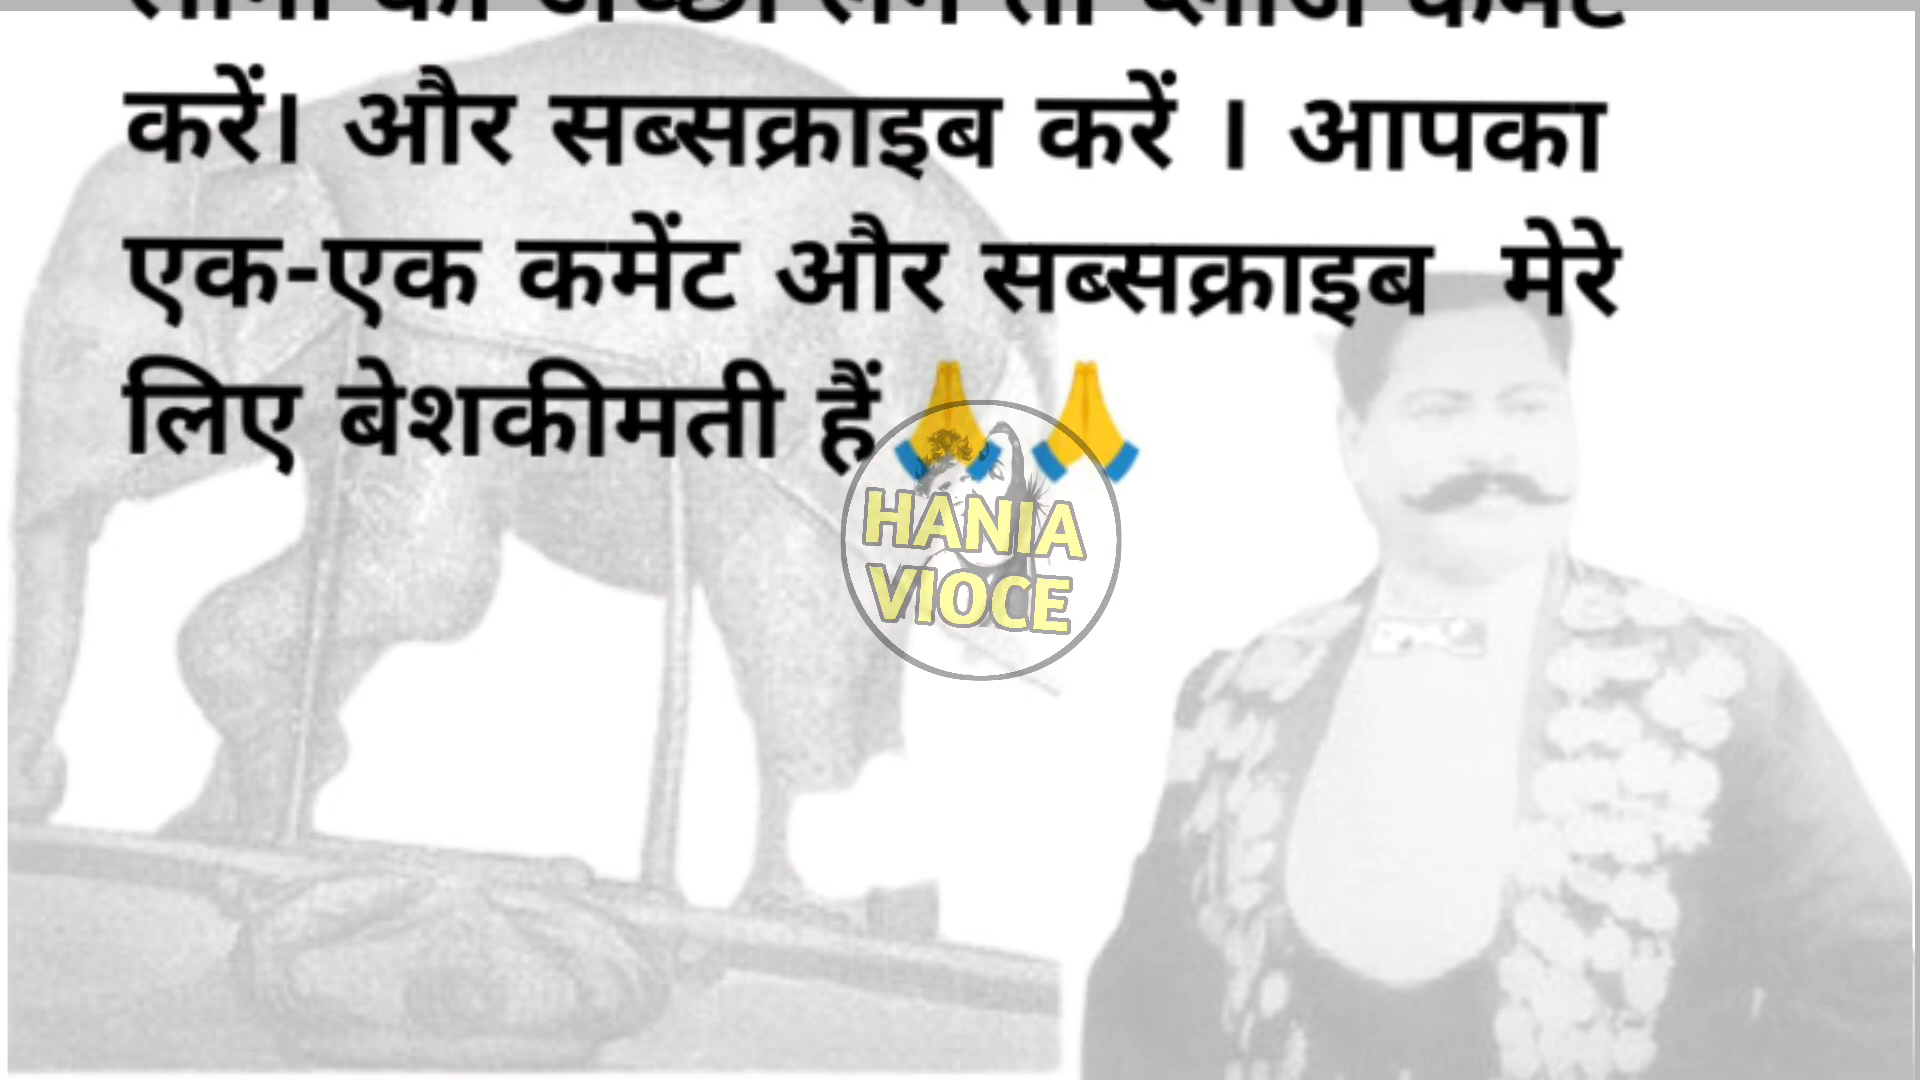 करें। और सब्सक्राइब करें । आपका
एक-एक कमेंट और सब्सक्राइब मेरे
लिए बेशकीमती हैं 🙏 🙏
HANIA
VIOCE